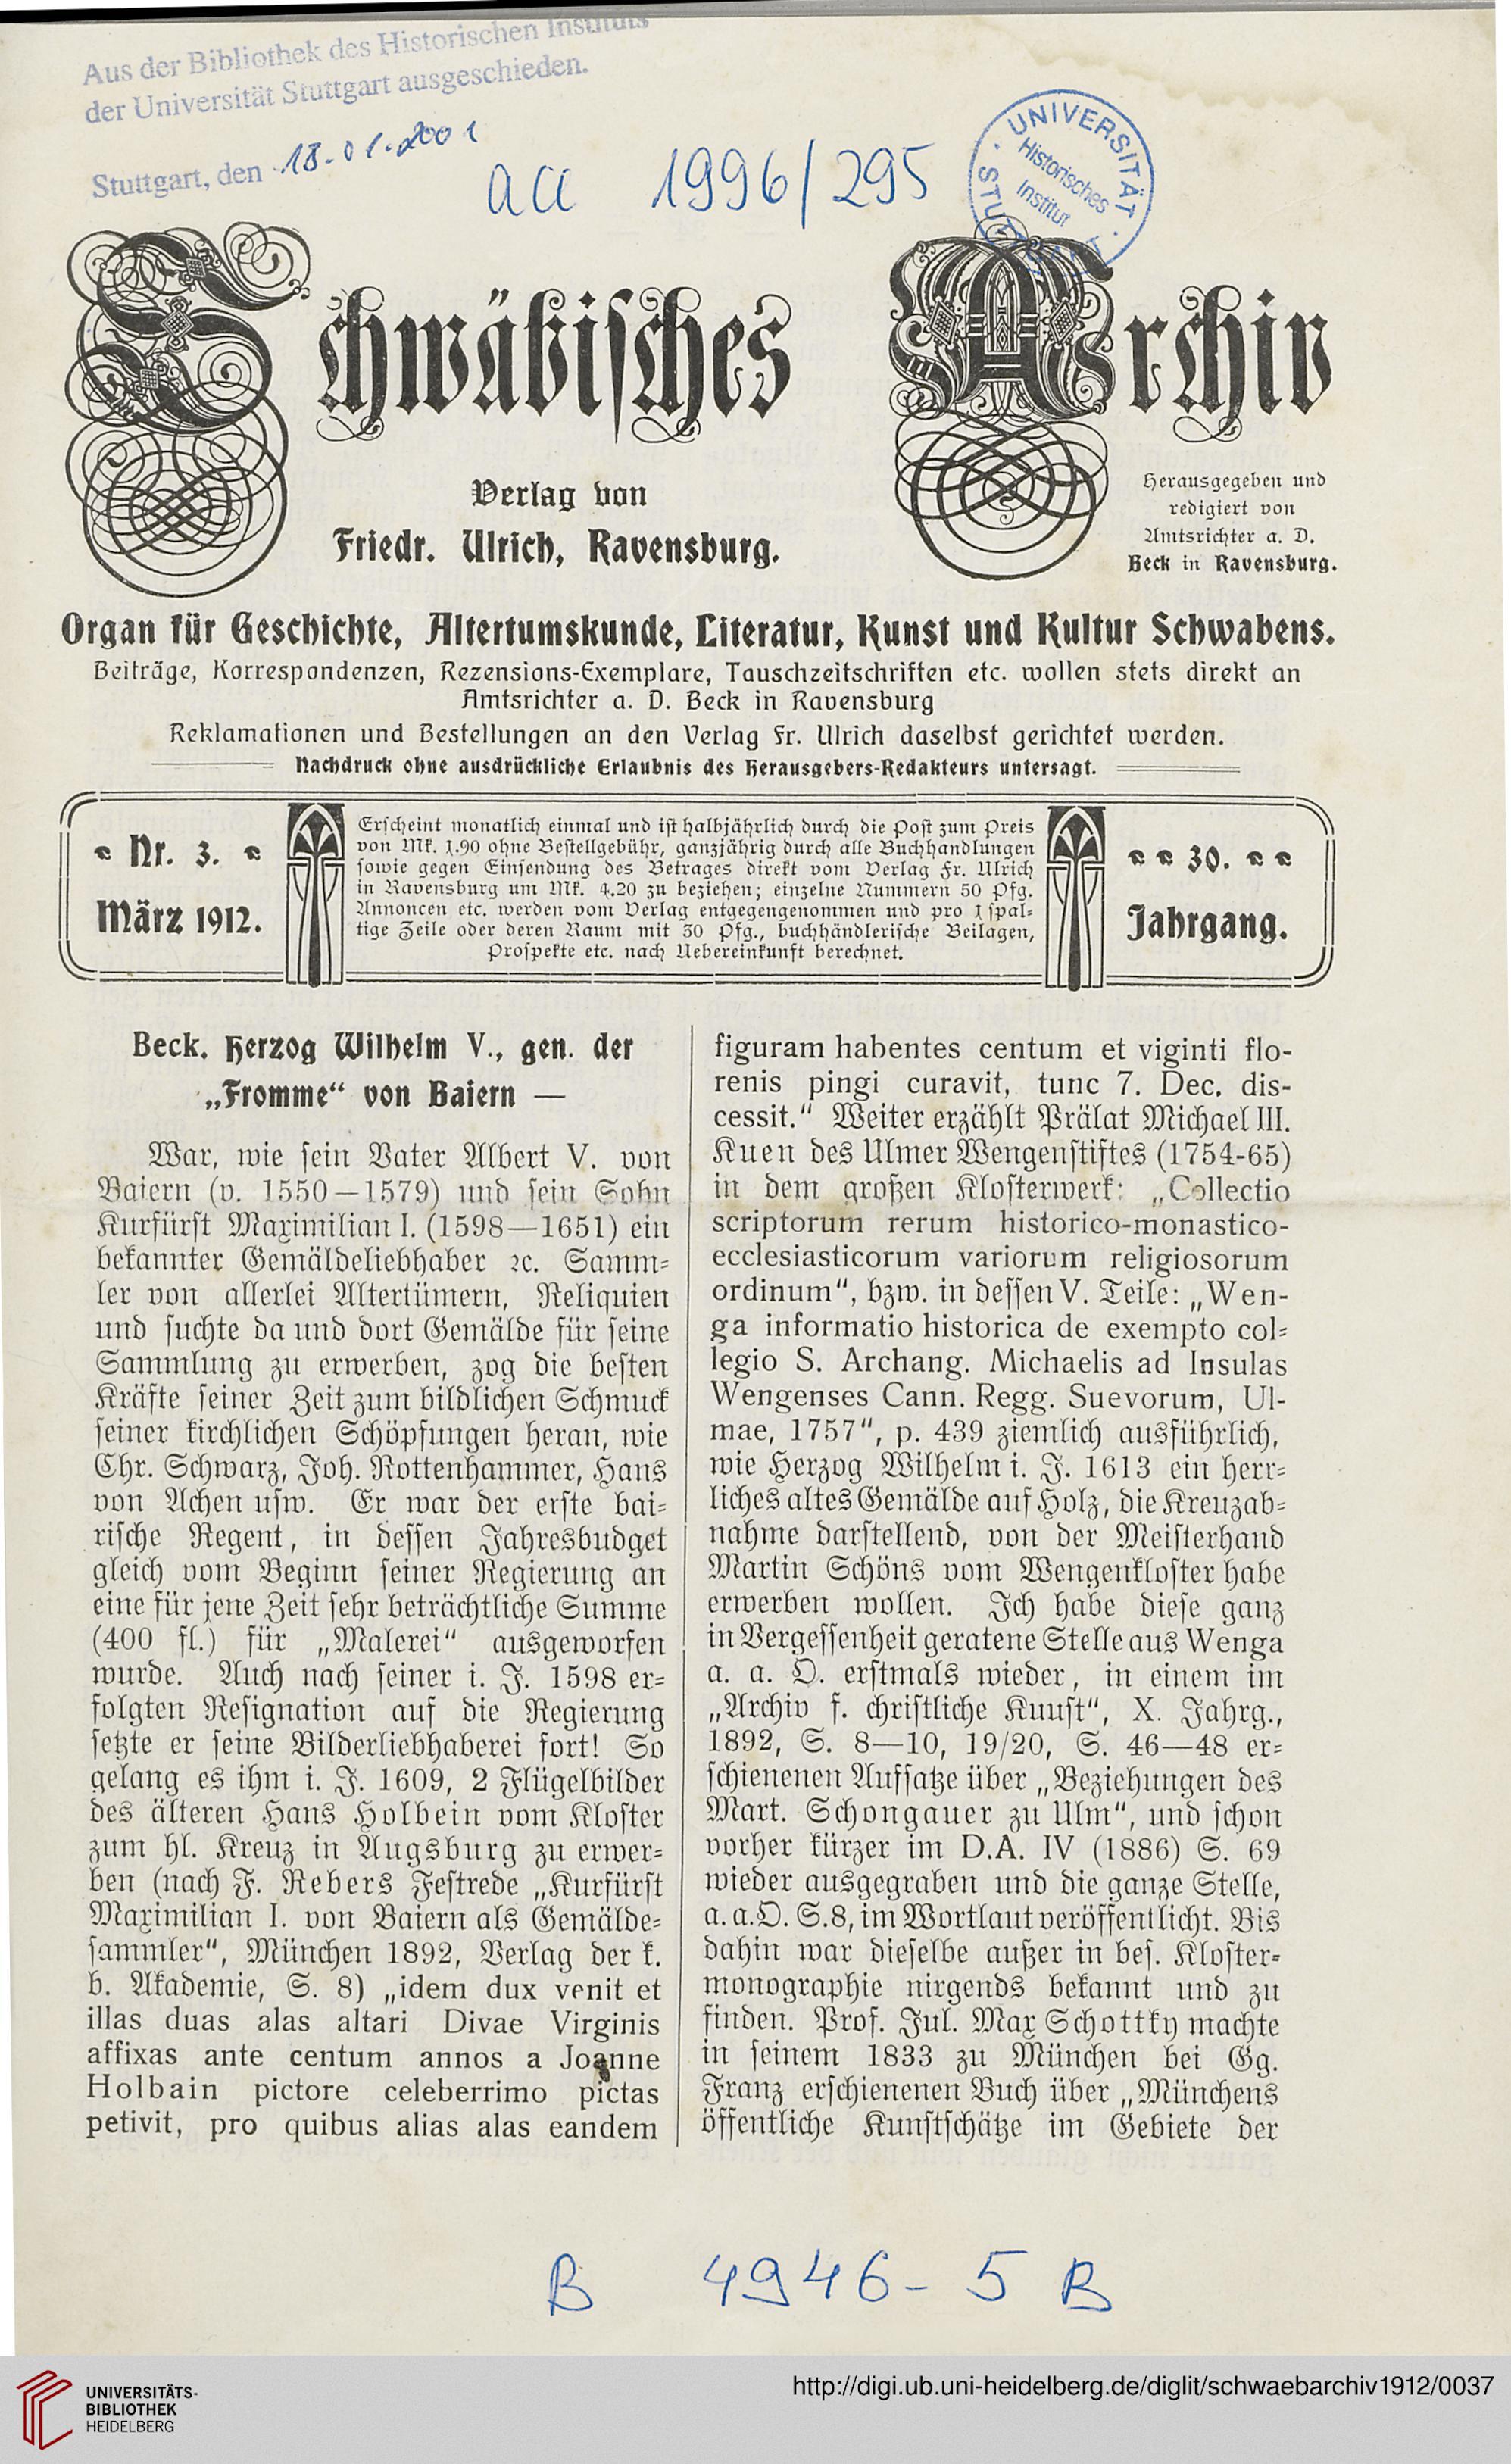 Aus der Bibliothek des Historischen Instituts
der Universität Stuttgart ausgeschieden.
Stuttgart, den 18.01.2001
acc 1996/295
UNIVERSITÄT STUTTGART
Historisches
Institut
Schwäbisches Archiv
Verlag von
Friedr. Ulrich, Ravensburg.
Herausgegeben und
redigiert von
Amtsrichter a. D.
Beck in Ravensburg.
Organ für Geschichte, Altertumskunde, Literatur, Kunst und Kultur Schwabens.
Beiträge, Korrespondenzen, Rezensions-Exemplare, Tauschzeitschriften etc. wollen stets direkt an
Amtsrichter a. D. Beck in Ravensburg
Reklamationen und Bestellungen an den Verlag Fr. Ulrich daselbst gerichtet werden.
Nachdruck ohne ausdrückliche Erlaubnis des Herausgebers-Redakteurs untersagt.
Nr. 3.
März 1912.
Erscheint monatlich einmal und ist halbjährlich durch die Post zum Preis
von Mk. 1.90 ohne Bestellgebühr, ganzjährig durch alle Buchhandlungen
sowie gegen Einsendung des Betrages direkt vom Verlag Fr. Ulrich
in Ravensburg um Mk. 4.20 zu beziehen; einzelne Nummern 50 Pfg.
Annoncen etc. werden vom Verlag entgegengenommen und pro 1 spal-
tige Zeile oder deren Raum mit 30 Pfg., buchhändlerische Beilagen,
Prospekte etc. nach Uebereinkunft berechnet.
30.
Jahrgang.
Beck. Herzog Wilhelm V., gen. der
„Fromme“ von Baiern —
War, wie sein Vater Albert V. von
Baiern (v. 1550—1579) und sein Sohn
Kurfürst Maximilian I. (1598—1651) ein
bekannter Gemäldeliebhaber ꝛc. Samm-
ler von allerlei Altertümern, Reliquien
und suchte da und dort Gemälde für seine
Sammlung zu erwerben, zog die besten
Kräfte seiner Zeit zum bildlichen Schmuck
seiner kirchlichen Schöpfungen heran, wie
Chr. Schwarz, Joh. Rottenhammer, Hans
von Achen usw. Er war der erste bai-
rische Regent, in dessen Jahresbudget
gleich vom Beginn seiner Regierung an
eine für jene Zeit sehr beträchtliche Summe
(400 fl.) für „Malerei“ ausgeworfen
wurde. Auch nach seiner i. J. 1598 er-
folgten Resignation auf die Regierung
setzte er seine Bilderliebhaberei fort! So
gelang es ihm i. J. 1609, 2 Flügelbilder
des älteren Hans Holbein vom Kloster
zum hl. Kreuz in Augsburg zu erwer-
ben (nach F. Rebers Festrede „Kurfürst
Maximilian I. von Baiern als Gemälde-
sammler“, München 1892, Verlag der k.
b. Akademie, S. 8) „idem dux venit et
illas duas alas altari Divae Virginis
affixas ante centum annos a Joanne
Holbain pictore celeberrimo pictas
petivit, pro quibus alias alas eandem
figuram habentes centum et viginti flo-
renis pingi curavit, tunc 7. Dec. dis-
cessit.“ Weiter erzählt Prälat Michael III.
Kuen des Ulmer Wengenstiftes (1754-65)
in dem großen Klosterwerk: „Collectio
scriptorum rerum historico-monastico-
ecclesiasticorum variorum religiosorum
ordinum“, bzw. in dessen V. Teile: „Wen-
ga informatio historica de exempto col-
legio S. Archang. Michaelis ad Insulas
Wengenses Cann. Regg. Suevorum, Ul-
mae, 1757“, p. 439 ziemlich ausführlich,
wie Herzog Wilhelm i. J. 1613 ein herr-
liches altes Gemälde auf Holz, die Kreuzab-
nahme darstellend, von der Meisterhand
Martin Schöns vom Wengenkloster habe
erwerben wollen. Ich habe diese ganz
in Vergessenheit geratene Stelle aus Wenga
a. a. O. erstmals wieder, in einem im
„Archiv f. christliche Kuust“, X. Jahrg.,
1892, S. 8—10, 19/20, S. 46—48 er-
schienenen Aufsatze über „Beziehungen des
Mart. Schongauer zu Ulm“, und schon
vorher kürzer im D.A. IV (1886) S. 69
wieder ausgegraben und die ganze Stelle,
a. a. O. S. 8, im Wortlaut veröffentlicht. Bis
dahin war dieselbe außer in bes. Kloster-
monographie nirgends bekannt und zu
finden. Prof. Jul. Max Schottky machte
in seinem 1833 zu München bei Gg.
Franz erschienenen Buch über „Münchens
öffentliche Kunstschätze im Gebiete der
B 4946-5 B
UNIVERSITÄTS-
BIBLIOTHEK
HEIDELBERG
http://digi.ub.uni-heidelberg.de/diglit/schwaebarchiv1912/0037